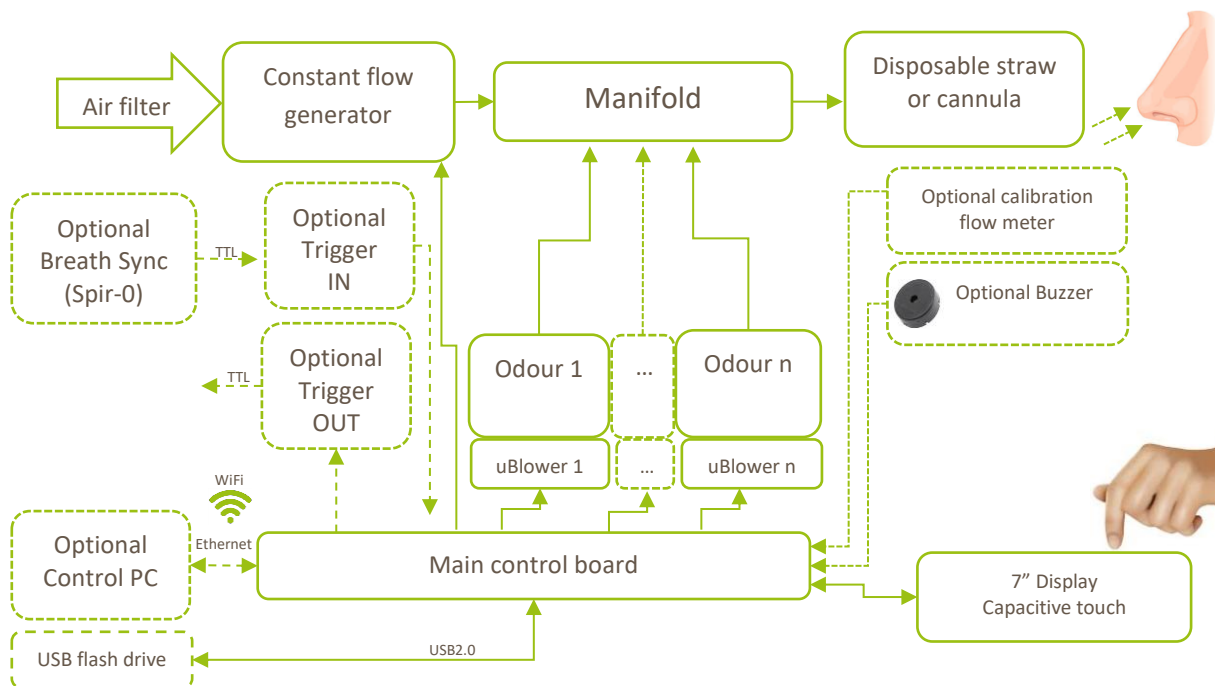 Air filter
Constant flow
generator
Manifold
Disposable straw
or cannula
Optional
Breath Sync
(Spir-0)
TTL
Optional
Trigger
IN
Optional calibration
flow meter
Optional Buzzer
TTL
Optional
Trigger
OUT
Odour 1
...
Odour n
uBlower 1
...
uBlower n
WiFi
Ethernet
Optional
Control PC
Main control board
7” Display
Capacitive touch
USB flash drive
USB2.0